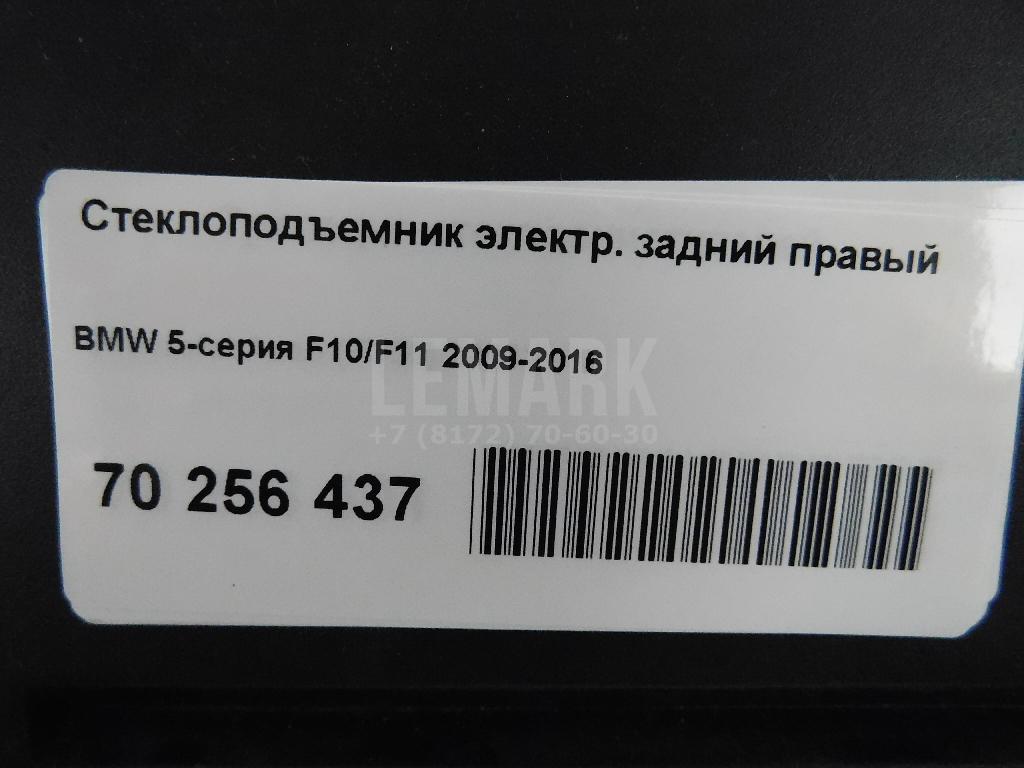 Стеклоподъемник электр. задний правый
BMW 5-серия F10/F11 2009-2016
LEMARK
+7 (8172) 70-60-30
70 256 437